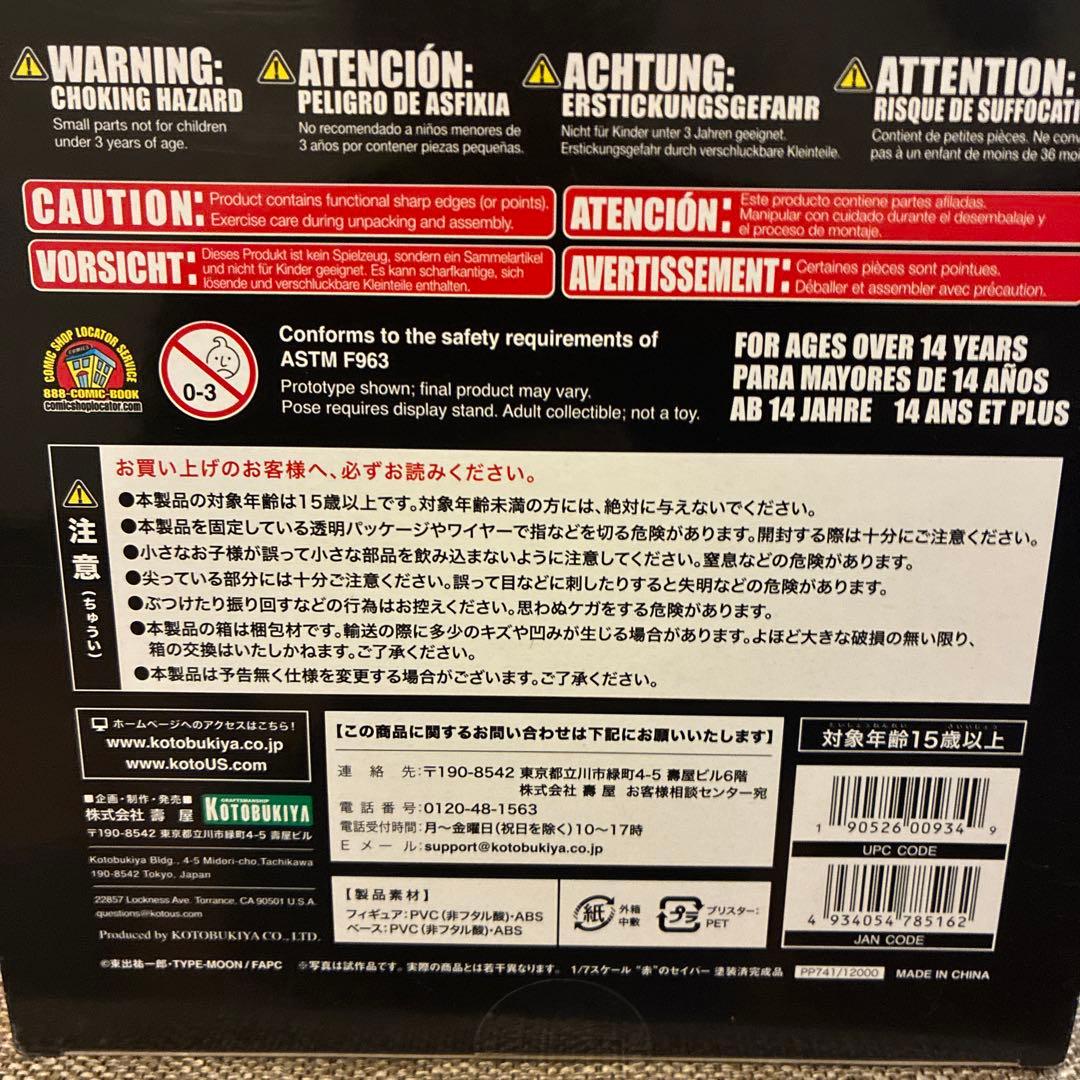 WARNING:
CHOKING HAZARD
Small parts not for children
under 3 years of age.
ATENCIÓN:
PELIGRO DE ASFIXIA
No recomendado a niños menores de
3 años por contener piezas pequeñas.
ACHTUNG:
ERSTICKUNGSGEFAHR
Nicht für Kinder unter 3 Jahren geeignet.
Erstickungsgefahr durch verschluckbare Kleinteile.
ATTENTION:
RISQUE DE SUFFOCATI
Contient de petites pièces. Ne conv
pas à un enfant de moins de 36 moi
CAUTION: Product contains functional sharp edges (or points).
Exercise care during unpacking and assembly.
ATENCIÓN: Este producto contiene partes afiladas.
Manipular con cuidado durante el desembalaje y
el proceso de montaje.
VORSICHT: Dieses Produkt ist kein Spielzeug, sondern ein Sammelartikel
und nicht für Kinder geeignet. Es kann scharfkantige, sich
lösende und verschluckbare Kleinteile enthalten.
AVERTISSEMENT: Certaines pièces sont pointues.
Déballer et assembler avec précaution.
COMIC SHOP LOCATOR SERVICE
COMICS
888-COMIC-BOOK
comicshoplocator.com
0-3
Conforms to the safety requirements of
ASTM F963
Prototype shown; final product may vary.
Pose requires display stand. Adult collectible; not a toy.
FOR AGES OVER 14 YEARS
PARA MAYORES DE 14 AÑOS
AB 14 JAHRE 14 ANS ET PLUS
注意(ちゅうい)
お買い上げのお客様へ、必ずお読みください。
●本製品の対象年齢は15歳以上です。対象年齢未満の方には、絶対に与えないでください。
●本製品を固定している透明パッケージやワイヤーで指などを切る危険があります。開封する際は十分にご注意ください。
●小さなお子様が誤って小さな部品を飲み込まないように注意してください。窒息などの危険があります。
●尖っている部分には十分ご注意ください。誤って目などに刺したりすると失明などの危険があります。
●ぶつけたり振り回すなどの行為はお控えください。思わぬケガをする危険があります。
●本製品の箱は梱包材です。輸送の際に多少のキズや凹みが生じる場合があります。よほど大きな破損の無い限り、
箱の交換はいたしかねます。ご了承ください。
●本製品は予告無く仕様を変更する場合がございます。ご了承ください。
ホームページへのアクセスはこちら!
www.kotobukiya.co.jp
www.kotoUS.com
■企画・制作・発売■
株式会社 壽 屋
CRAFTSMANSHIP
KOTOBUKIYA
〒190-8542 東京都立川市緑町4-5 壽屋ビル
Kotobukiya Bldg., 4-5 Midori-cho,Tachikawa
190-8542 Tokyo, Japan
22857 Lockness Ave. Torrance, CA 90501 U.S.A.
questions@kotous.com
Produced by KOTOBUKIYA CO., LTD.
【この商品に関するお問い合わせは下記にお願いいたします】
連絡先:〒190-8542 東京都立川市緑町4-5 壽屋ビル6階
株式会社 壽 屋 お客様相談センター宛
電話番号:0120-48-1563
電話受付時間:月～金曜日(祝日を除く)10～17時
Eメール:support@kotobukiya.co.jp
【製品素材】
フィギュア:PVC(非フタル酸)・ABS
ベース:PVC(非フタル酸)・ABS
紙 外箱
中敷
プラ ブリスター:
PET
たいしょうねんれい さいいじょう
対象年齢15歳以上
1 90526 00934 9
UPC CODE
4 934054 785162
JAN CODE
©東出祐一郎・TYPE-MOON / FAPC ※写真は試作品です。実際の商品とは若干異なります。 1/7スケール "赤"のセイバー 塗装済完成品 PP741/12000 MADE IN CHINA